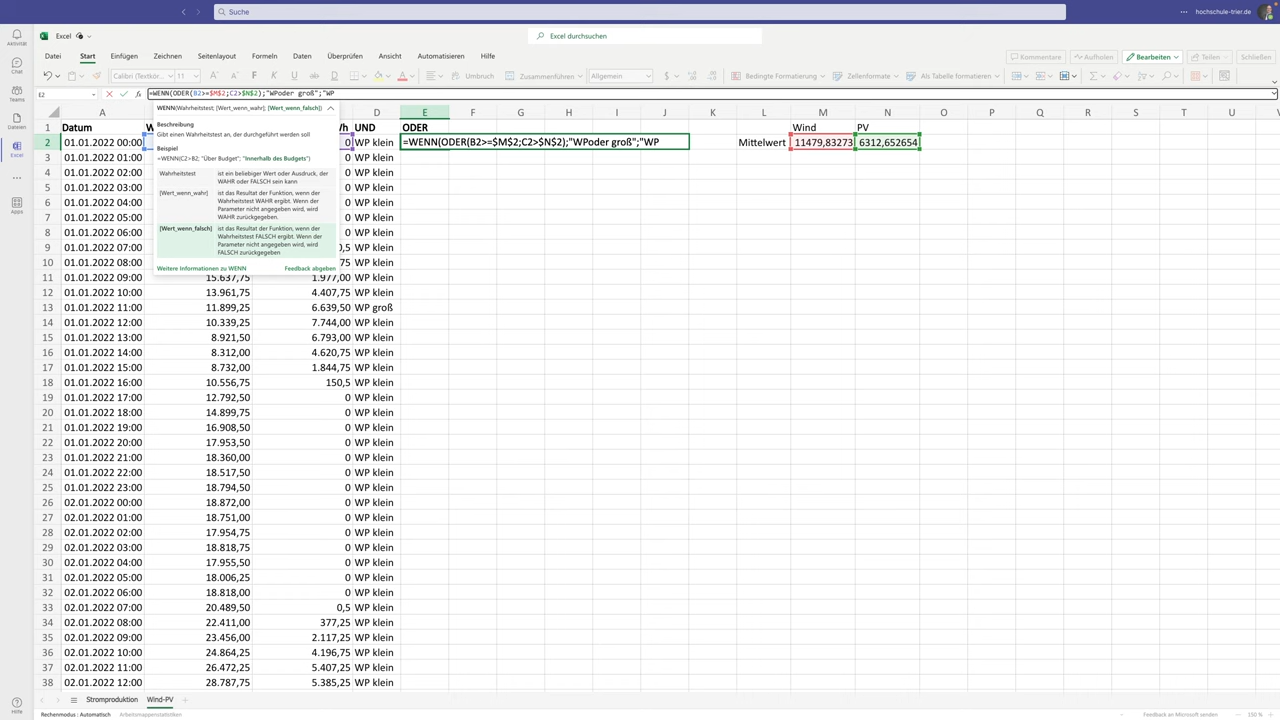 Suche
hochschule-trier.de
Aktivität
Chat
Teams
Dateien
Excel
Apps
Hilfe
Excel
Excel durchsuchen
Datei Start Einfügen Zeichnen Seitenlayout Formeln Daten Überprüfen Ansicht Automatisieren Hilfe
Kommentare Aufholen Bearbeiten Teilen Schließen
Calibri (Textkör... 11 Umbruch Zusammenführen Allgemein Bedingte Formatierung Zellenformate Als Tabelle formatieren
E2 fx =WENN(ODER(B2>=$M$2;C2>$N$2);"WPoder groß";"WP
WENN(Wahrheitstest; [Wert_wenn_wahr]; [Wert_wenn_falsch])
Beschreibung
Gibt einen Wahrheitstest an, der durchgeführt werden soll
Beispiel
=WENN(C2>B2; "Über Budget"; "Innerhalb des Budgets")
Wahrheitstest ist ein beliebiger Wert oder Ausdruck, der
WAHR oder FALSCH sein kann
[Wert_wenn_wahr] ist das Resultat der Funktion, wenn der
Wahrheitstest WAHR ergibt. Wenn der
Parameter nicht angegeben wird, wird
WAHR zurückgegeben.
[Wert_wenn_falsch] ist das Resultat der Funktion, wenn der
Wahrheitstest FALSCH ergibt. Wenn der
Parameter nicht angegeben wird, wird
FALSCH zurückgegeben
Weitere Informationen zu WENN Feedback abgeben
A D E F G H I J K L M N O P Q R S T U
1 Datum W h UND ODER Wind PV
2 01.01.2022 00:00 0 WP klein =WENN(ODER(B2>=$M$2;C2>$N$2);"WPoder groß";"WP Mittelwert 11479,83273 6312,652654
3 01.01.2022 01:00 0 WP klein
4 01.01.2022 02:00 0 WP klein
5 01.01.2022 03:00 0 WP klein
6 01.01.2022 04:00 0 WP klein
7 01.01.2022 05:00 0 WP klein
8 01.01.2022 06:00 0 WP klein
9 01.01.2022 07:00 0,5 WP klein
10 01.01.2022 08:00 75 WP klein
11 01.01.2022 09:00 15.637,75 1.977,00 WP klein
12 01.01.2022 10:00 13.961,75 4.407,75 WP klein
13 01.01.2022 11:00 11.899,25 6.639,50 WP groß
14 01.01.2022 12:00 10.339,25 7.744,00 WP klein
15 01.01.2022 13:00 8.921,50 6.793,00 WP klein
16 01.01.2022 14:00 8.312,00 4.620,75 WP klein
17 01.01.2022 15:00 8.732,00 1.844,75 WP klein
18 01.01.2022 16:00 10.556,75 150,5 WP klein
19 01.01.2022 17:00 12.792,50 0 WP klein
20 01.01.2022 18:00 14.899,75 0 WP klein
21 01.01.2022 19:00 16.908,50 0 WP klein
22 01.01.2022 20:00 17.953,50 0 WP klein
23 01.01.2022 21:00 18.360,00 0 WP klein
24 01.01.2022 22:00 18.517,50 0 WP klein
25 01.01.2022 23:00 18.794,50 0 WP klein
26 02.01.2022 00:00 18.872,00 0 WP klein
27 02.01.2022 01:00 18.751,00 0 WP klein
28 02.01.2022 02:00 17.954,75 0 WP klein
29 02.01.2022 03:00 18.818,75 0 WP klein
30 02.01.2022 04:00 17.955,50 0 WP klein
31 02.01.2022 05:00 18.006,25 0 WP klein
32 02.01.2022 06:00 18.818,00 0 WP klein
33 02.01.2022 07:00 20.489,50 0,5 WP klein
34 02.01.2022 08:00 22.411,00 377,25 WP klein
35 02.01.2022 09:00 23.456,00 2.117,25 WP klein
36 02.01.2022 10:00 24.864,25 4.196,75 WP klein
37 02.01.2022 11:00 26.472,25 5.407,25 WP klein
38 02.01.2022 12:00 28.787,75 5.385,25 WP klein
Stromproduktion Wind-PV
Rechenmodus : Automatisch Arbeitsmappenstatistiken Feedback an Microsoft senden 150 %